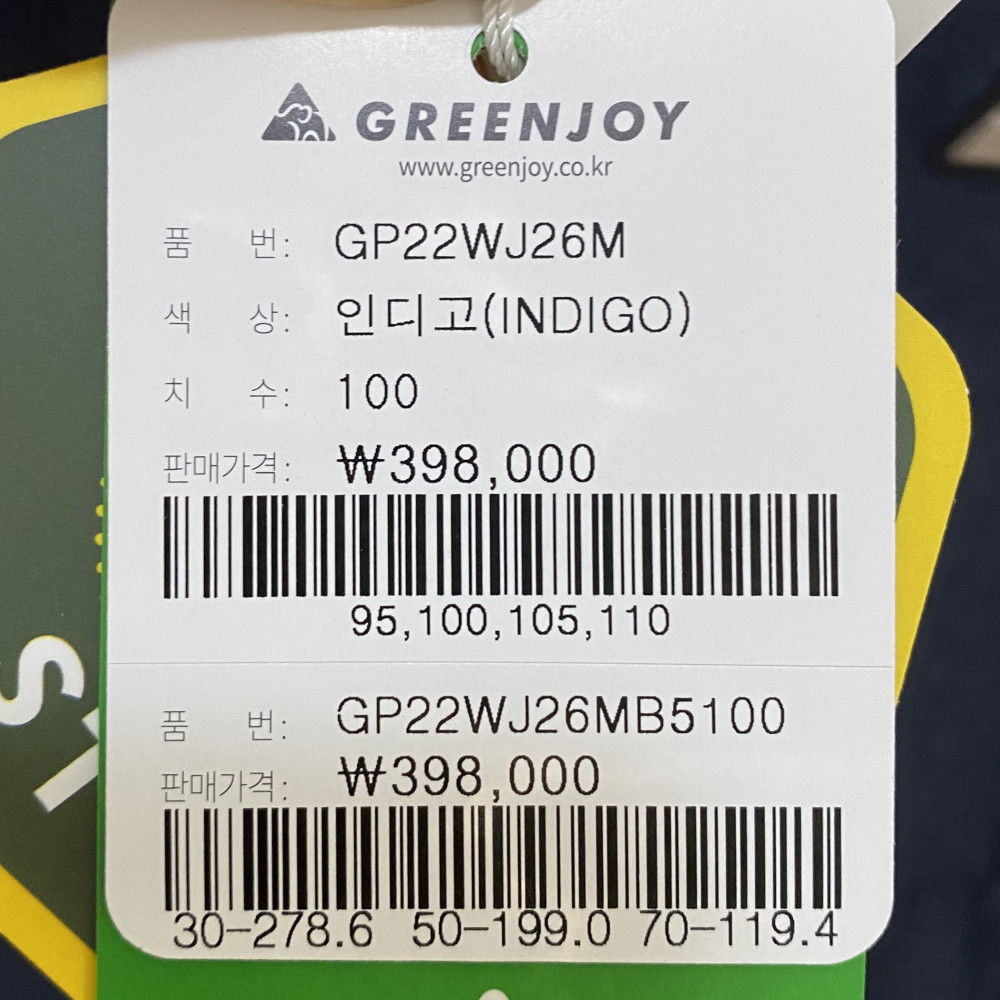 GREENJOY
www.greenjoy.co.kr
품 번: GP22WJ26M
색 상: 인디고(INDIGO)
치 수: 100
판매가격: ₩398,000
95,100,105,110
품 번: GP22WJ26MB5100
판매가격: ₩398,000
30-278.6 50-199.0 70-119.4